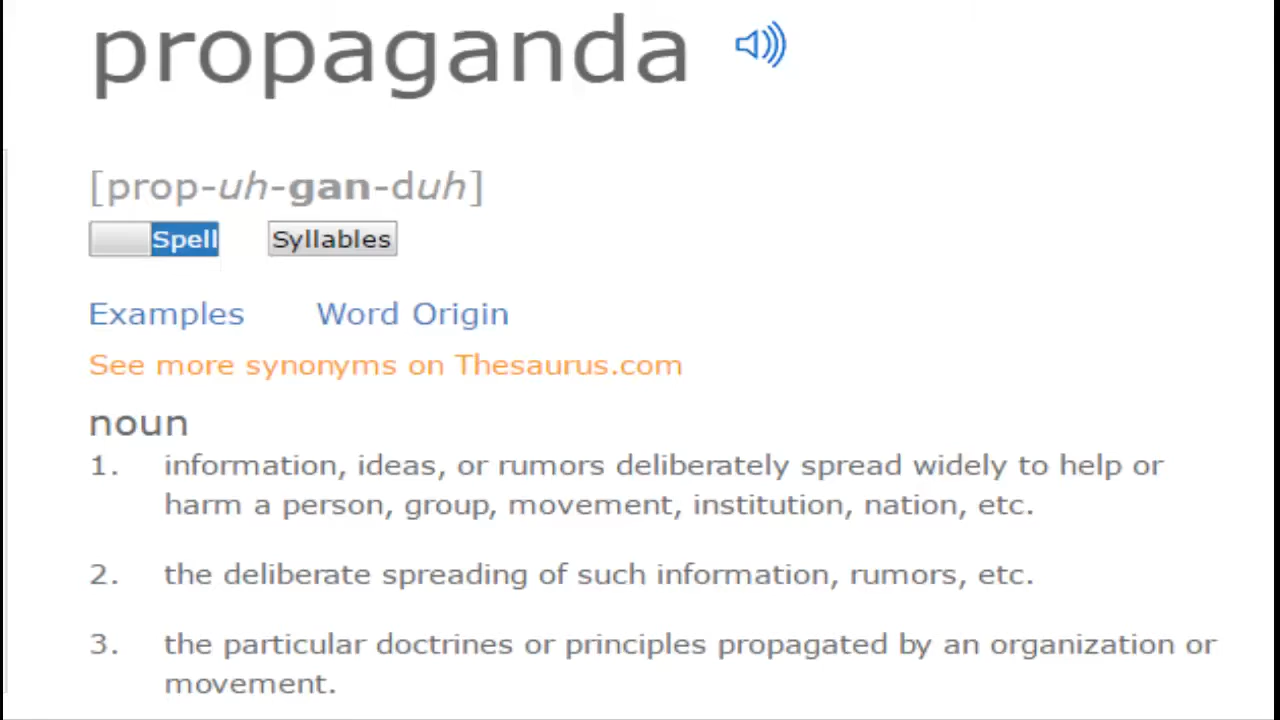 propaganda
[prop-uh-gan-duh]
Spell Syllables
Examples Word Origin
See more synonyms on Thesaurus.com
noun
1. information, ideas, or rumors deliberately spread widely to help or
harm a person, group, movement, institution, nation, etc.
2. the deliberate spreading of such information, rumors, etc.
3. the particular doctrines or principles propagated by an organization or
movement.